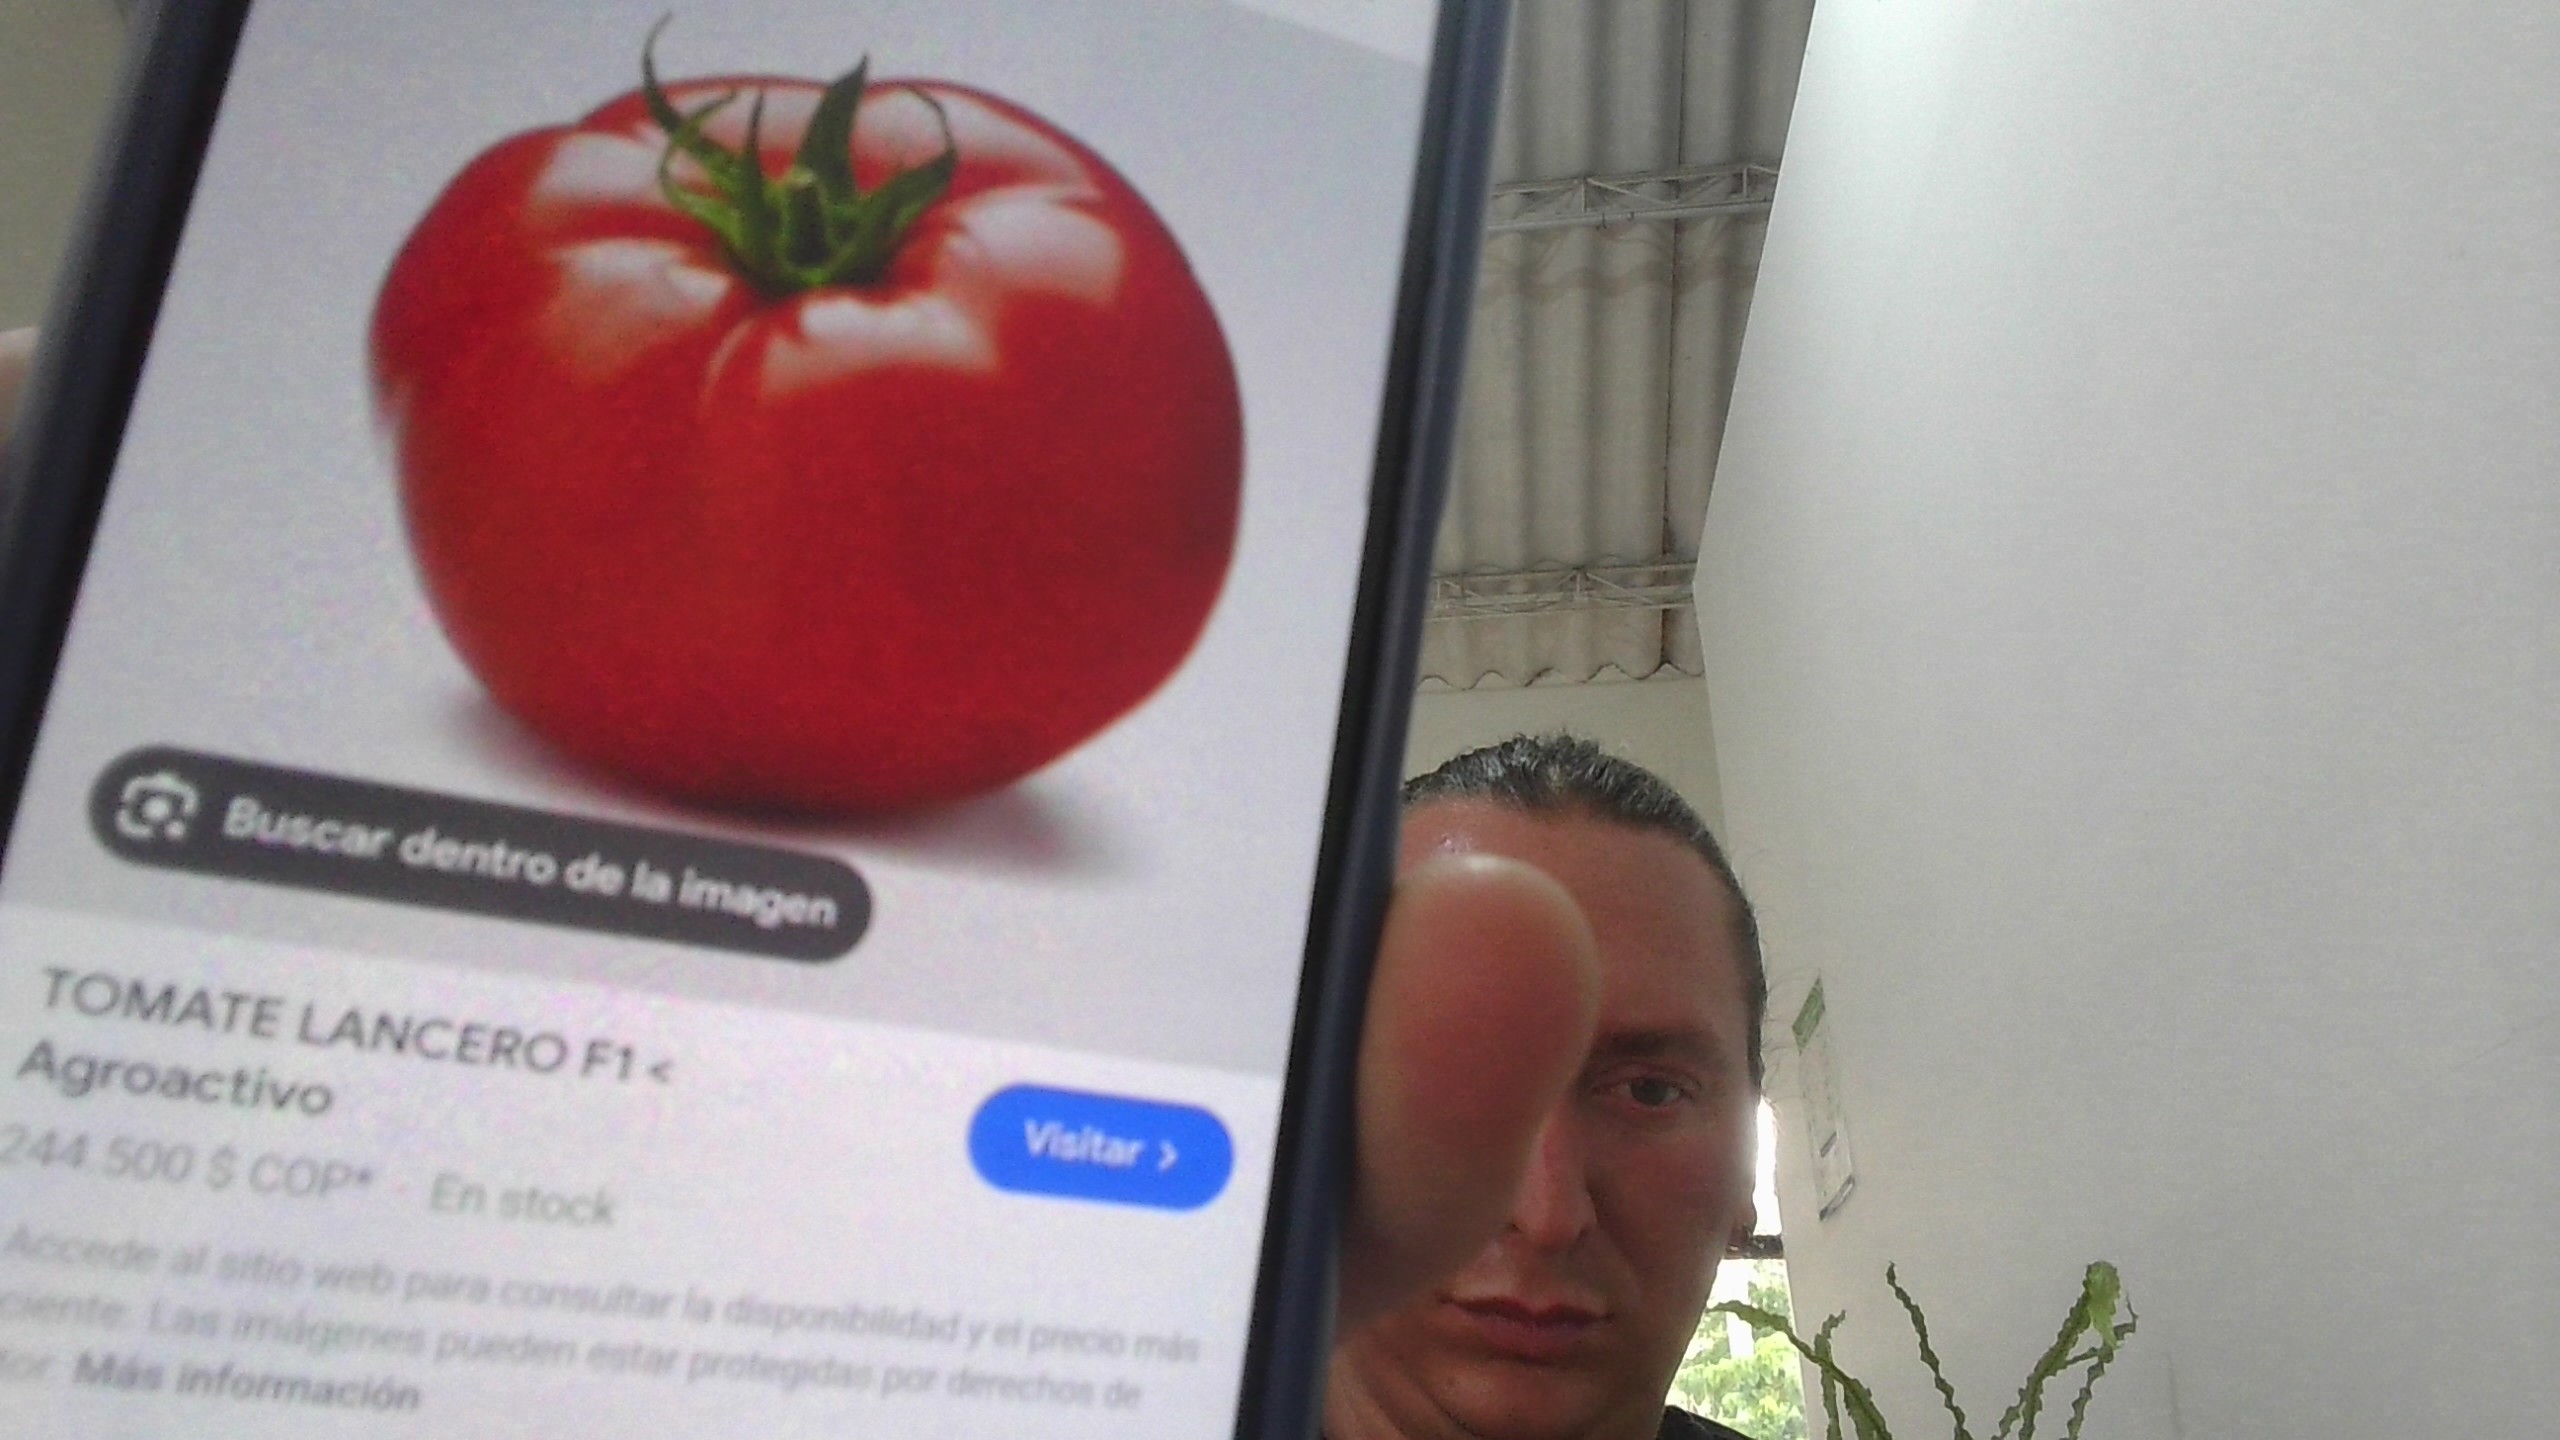 Buscar dentro de la imagen
TOMATE LANCERO F1 <
Agroactivo
Visitar >
244.500 $ COP* · En stock
Accede al sitio web para consultar la disponibilidad y el precio más
ciente. Las imágenes pueden estar protegidas por derechos de
tor. Más información